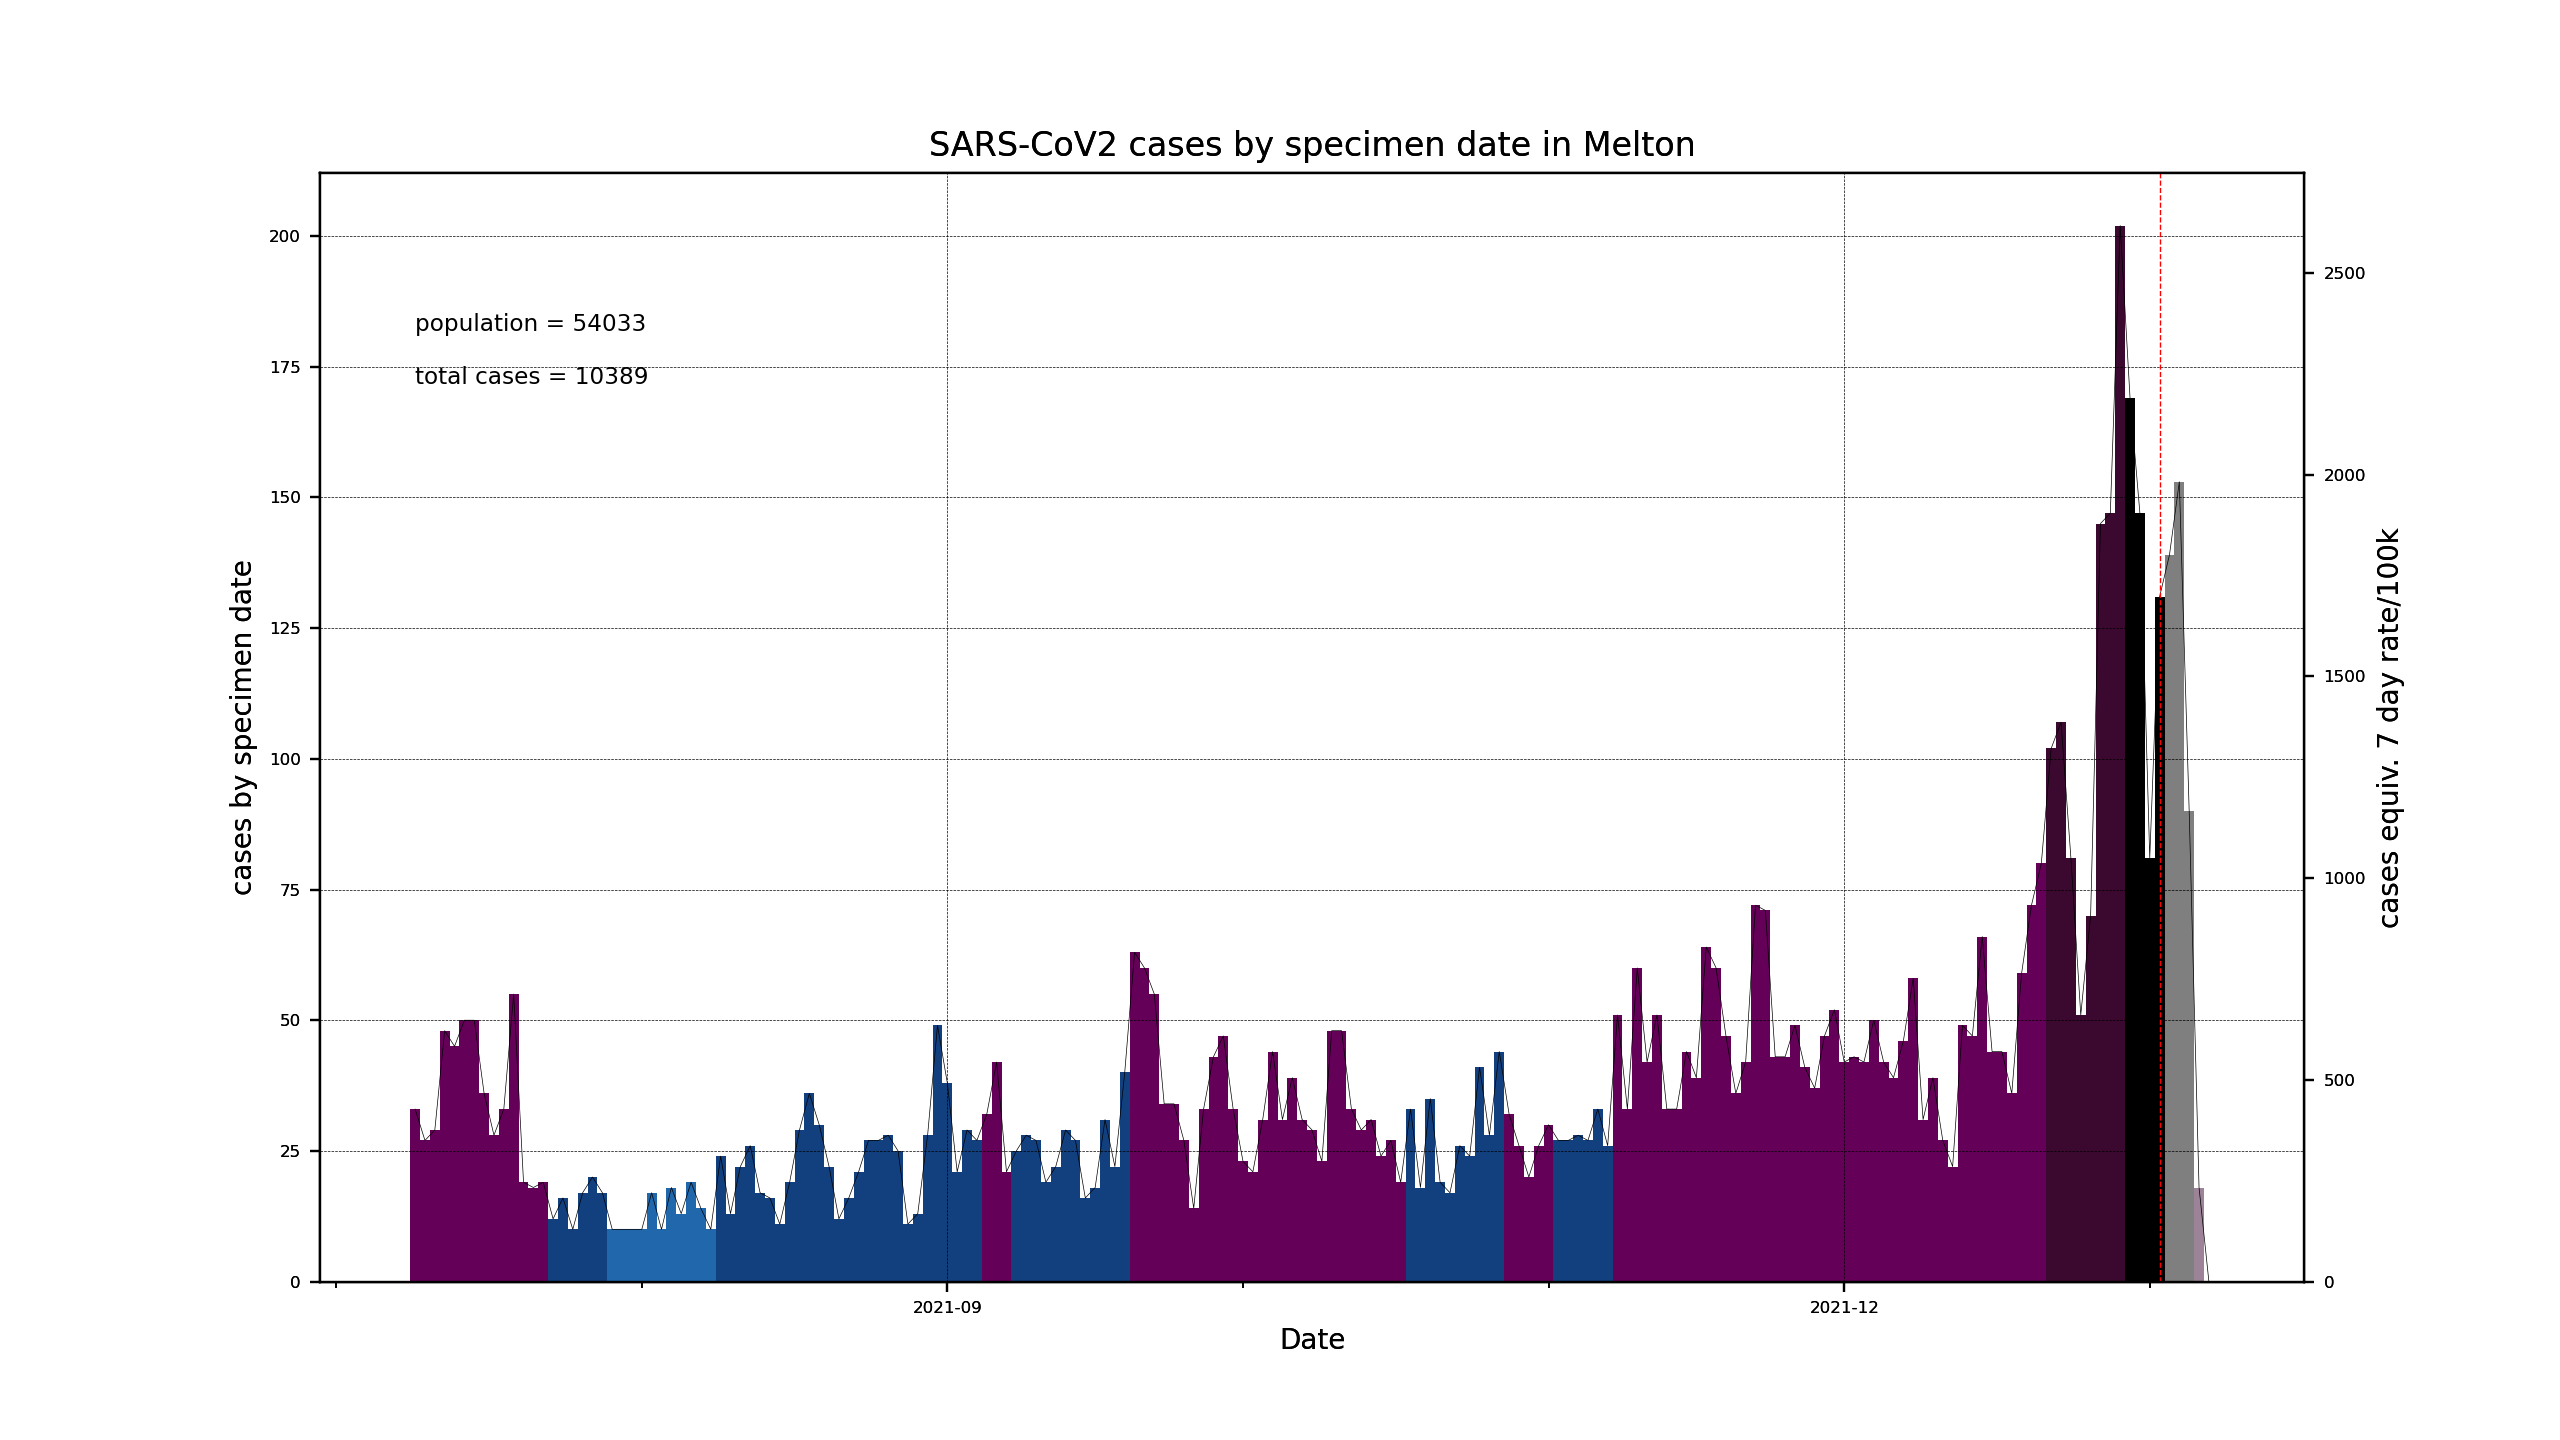 SARS-CoV2 cases by specimen date in Melton
population = 54033
total cases = 10389
cases by specimen date
200
175
150
125
100
75
50
25
0
2500
2000
1500
1000
500
0
cases equiv. 7 day rate/100k
2021-09
2021-12
Date